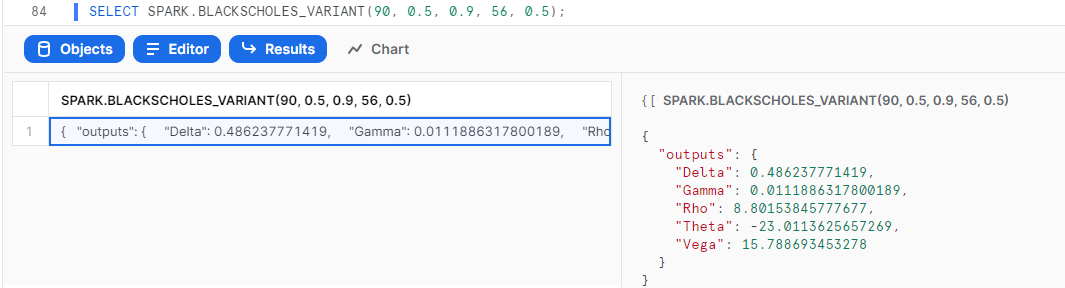 84 SELECT SPARK.BLACKSCHOLES_VARIANT(90, 0.5, 0.9, 56, 0.5);
Objects Editor Results Chart
SPARK.BLACKSCHOLES_VARIANT(90, 0.5, 0.9, 56, 0.5)
1 { "outputs": { "Delta": 0.486237771419, "Gamma": 0.0111886317800189, "Rho
{[ SPARK.BLACKSCHOLES_VARIANT(90, 0.5, 0.9, 56, 0.5)
{
"outputs": {
"Delta": 0.486237771419,
"Gamma": 0.0111886317800189,
"Rho": 8.80153845777677,
"Theta": -23.0113625657269,
"Vega": 15.788693453278
}
}